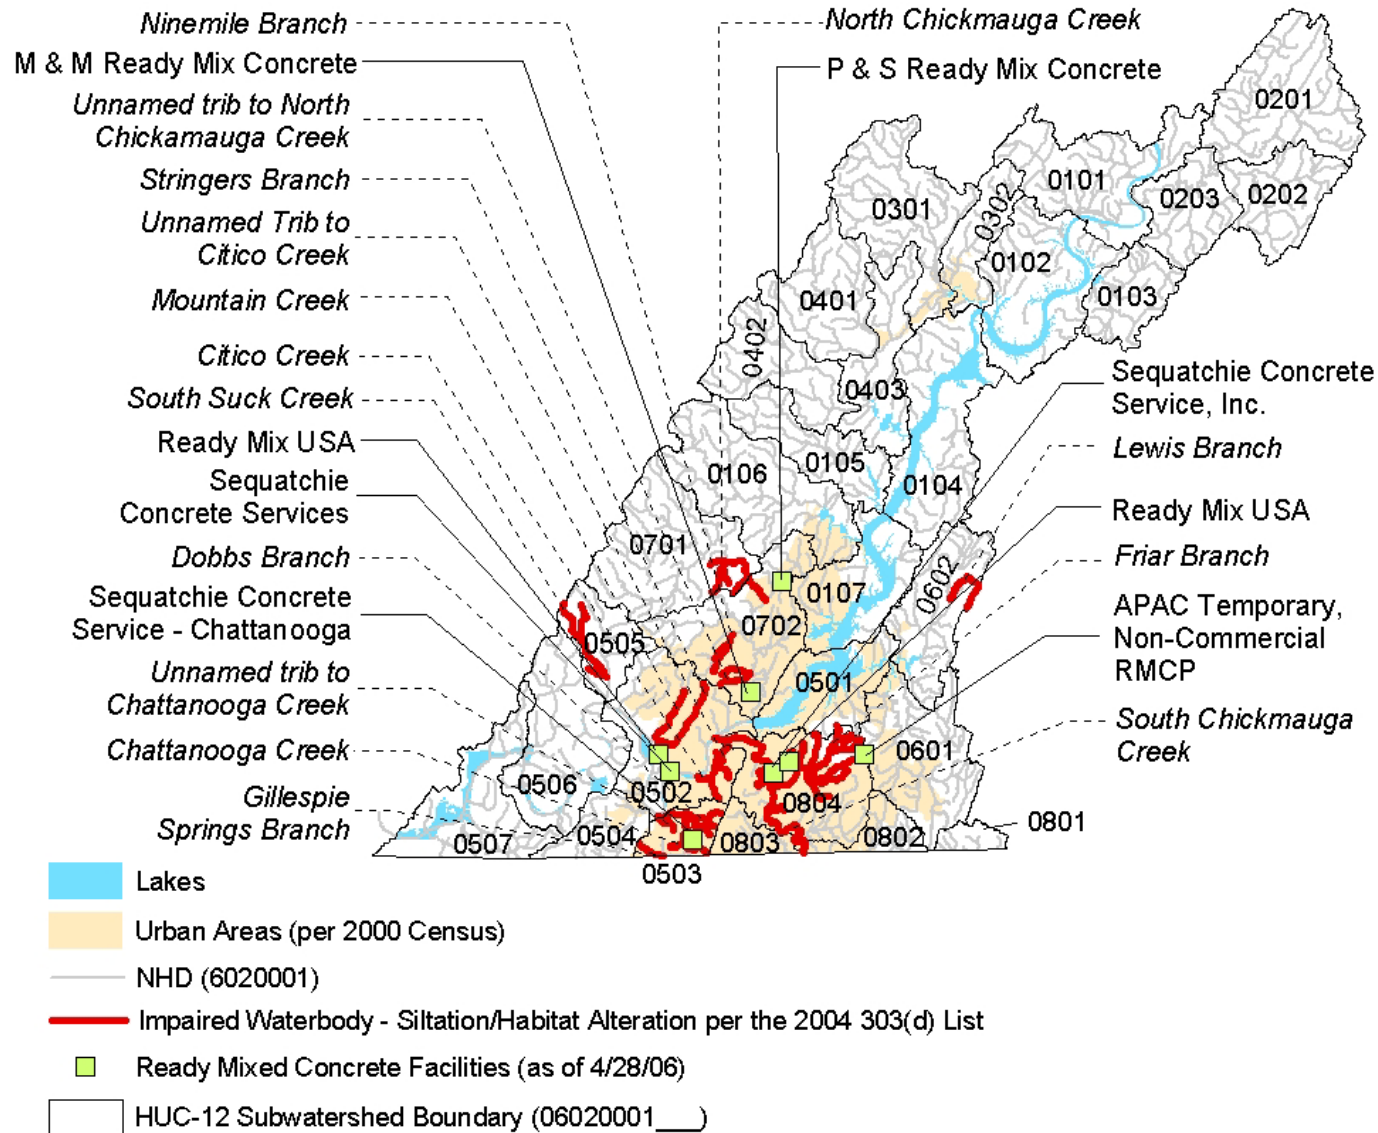 Ninemile Branch
M & M Ready Mix Concrete
Unnamed trib to North
Chickamauga Creek
Stringers Branch
Unnamed Trib to
Citico Creek
Mountain Creek
Citico Creek
South Suck Creek
Ready Mix USA
Sequatchie
Concrete Services
Dobbs Branch
Sequatchie Concrete
Service - Chattanooga
Unnamed trib to
Chattanooga Creek
Chattanooga Creek
Gillespie
Springs Branch
North Chickmauga Creek
P & S Ready Mix Concrete
Sequatchie Concrete
Service, Inc.
Lewis Branch
Ready Mix USA
Friar Branch
APAC Temporary,
Non-Commercial
RMCP
South Chickmauga
Creek
0201
0101
0203
0202
0301
0302
0102
0103
0401
0402
0403
0106
0105
0104
0701
0602
0107
0702
0505
0501
0601
0506
0502
0804
0507
0504
0803
0802
0801
0503
Lakes
Urban Areas (per 2000 Census)
NHD (6020001)
Impaired Waterbody - Siltation/Habitat Alteration per the 2004 303(d) List
Ready Mixed Concrete Facilities (as of 4/28/06)
HUC-12 Subwatershed Boundary (06020001___)